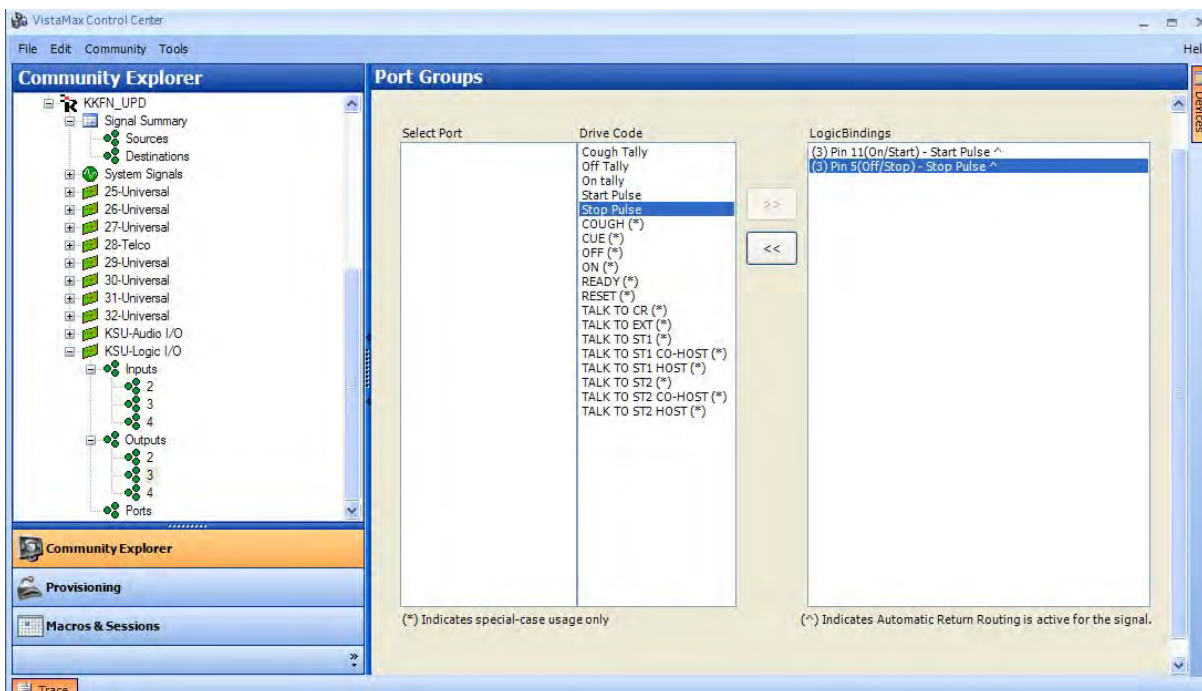 VistaMax Control Center
File Edit Community Tools
Hel
Community Explorer
KKFN_UPD
Signal Summary
Sources
Destinations
System Signals
25-Universal
26-Universal
27-Universal
28-Telco
29-Universal
30-Universal
31-Universal
32-Universal
KSU-Audio I/O
KSU-Logic I/O
Inputs
2
3
4
Outputs
2
3
4
Ports
Community Explorer
Provisioning
Macros & Sessions
Trace
Port Groups
Select Port
Drive Code
Cough Tally
Off Tally
On tally
Start Pulse
Stop Pulse
COUGH (*)
CUE (*)
OFF (*)
ON (*)
READY (*)
RESET (*)
TALK TO CR (*)
TALK TO EXT (*)
TALK TO ST1 (*)
TALK TO ST1 CO-HOST (*)
TALK TO ST1 HOST (*)
TALK TO ST2 (*)
TALK TO ST2 CO-HOST (*)
TALK TO ST2 HOST (*)
>>
<<
LogicBindings
(3) Pin 11(On/Start) - Start Pulse ^
(3) Pin 5(Off/Stop) - Stop Pulse ^
(*) Indicates special-case usage only
(^) Indicates Automatic Return Routing is active for the signal.
Devices